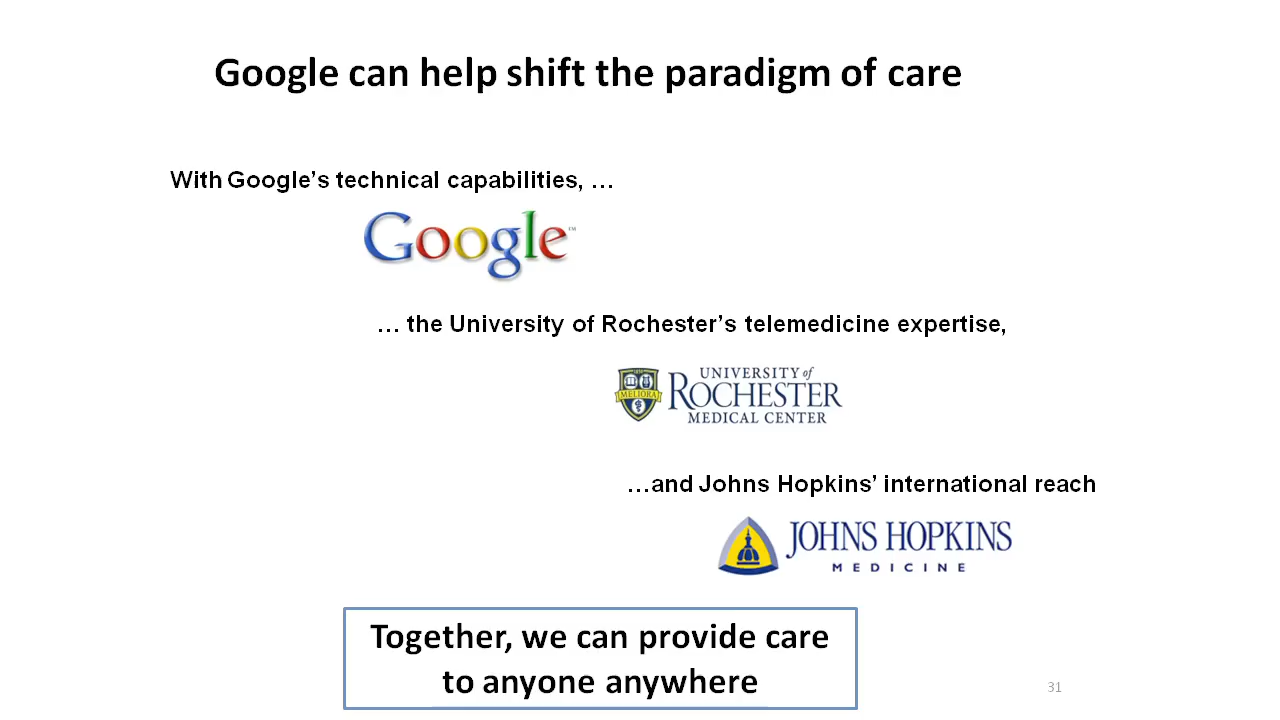 Google can help shift the paradigm of care
With Google’s technical capabilities, …
Google™
… the University of Rochester’s telemedicine expertise,
MELIORA
UNIVERSITY of
ROCHESTER
MEDICAL CENTER
…and Johns Hopkins’ international reach
JOHNS HOPKINS
MEDICINE
Together, we can provide care
to anyone anywhere
31